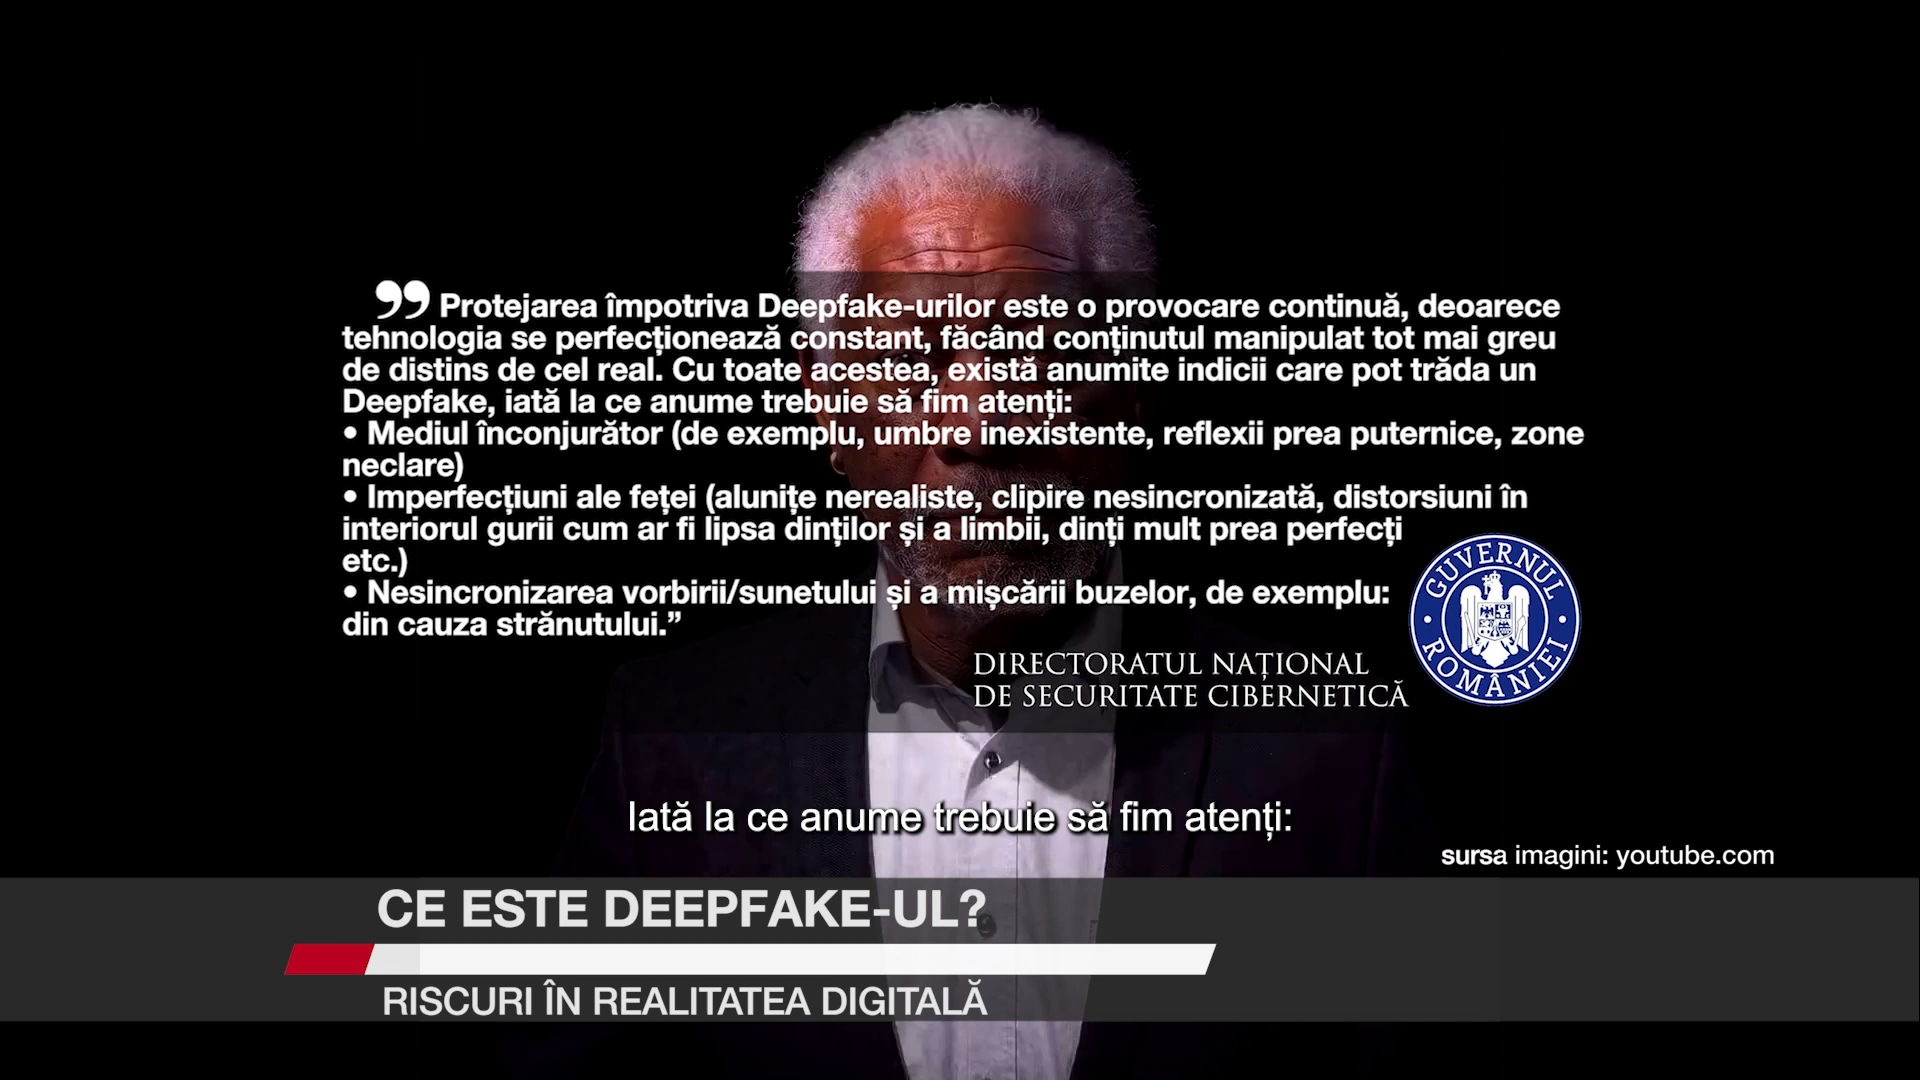 ” Protejarea împotriva Deepfake-urilor este o provocare continuă, deoarece
tehnologia se perfecționează constant, făcând conținutul manipulat tot mai greu
de distins de cel real. Cu toate acestea, există anumite indicii care pot trăda un
Deepfake, iată la ce anume trebuie să fim atenți:
• Mediul înconjurător (de exemplu, umbre inexistente, reflexii prea puternice, zone
neclare)
• Imperfecțiuni ale feței (alunițe nerealiste, clipire nesincronizată, distorsiuni în
interiorul gurii cum ar fi lipsa dinților și a limbii, dinți mult prea perfecți
etc.)
• Nesincronizarea vorbirii/sunetului și a mișcării buzelor, de exemplu:
din cauza strănutului.”
DIRECTORATUL NAȚIONAL
DE SECURITATE CIBERNETICĂ
GUVERNUL
ROMÂNIEI
Iată la ce anume trebuie să fim atenți:
sursa imagini: youtube.com
CE ESTE DEEPFAKE-UL?
RISCURI ÎN REALITATEA DIGITALĂ